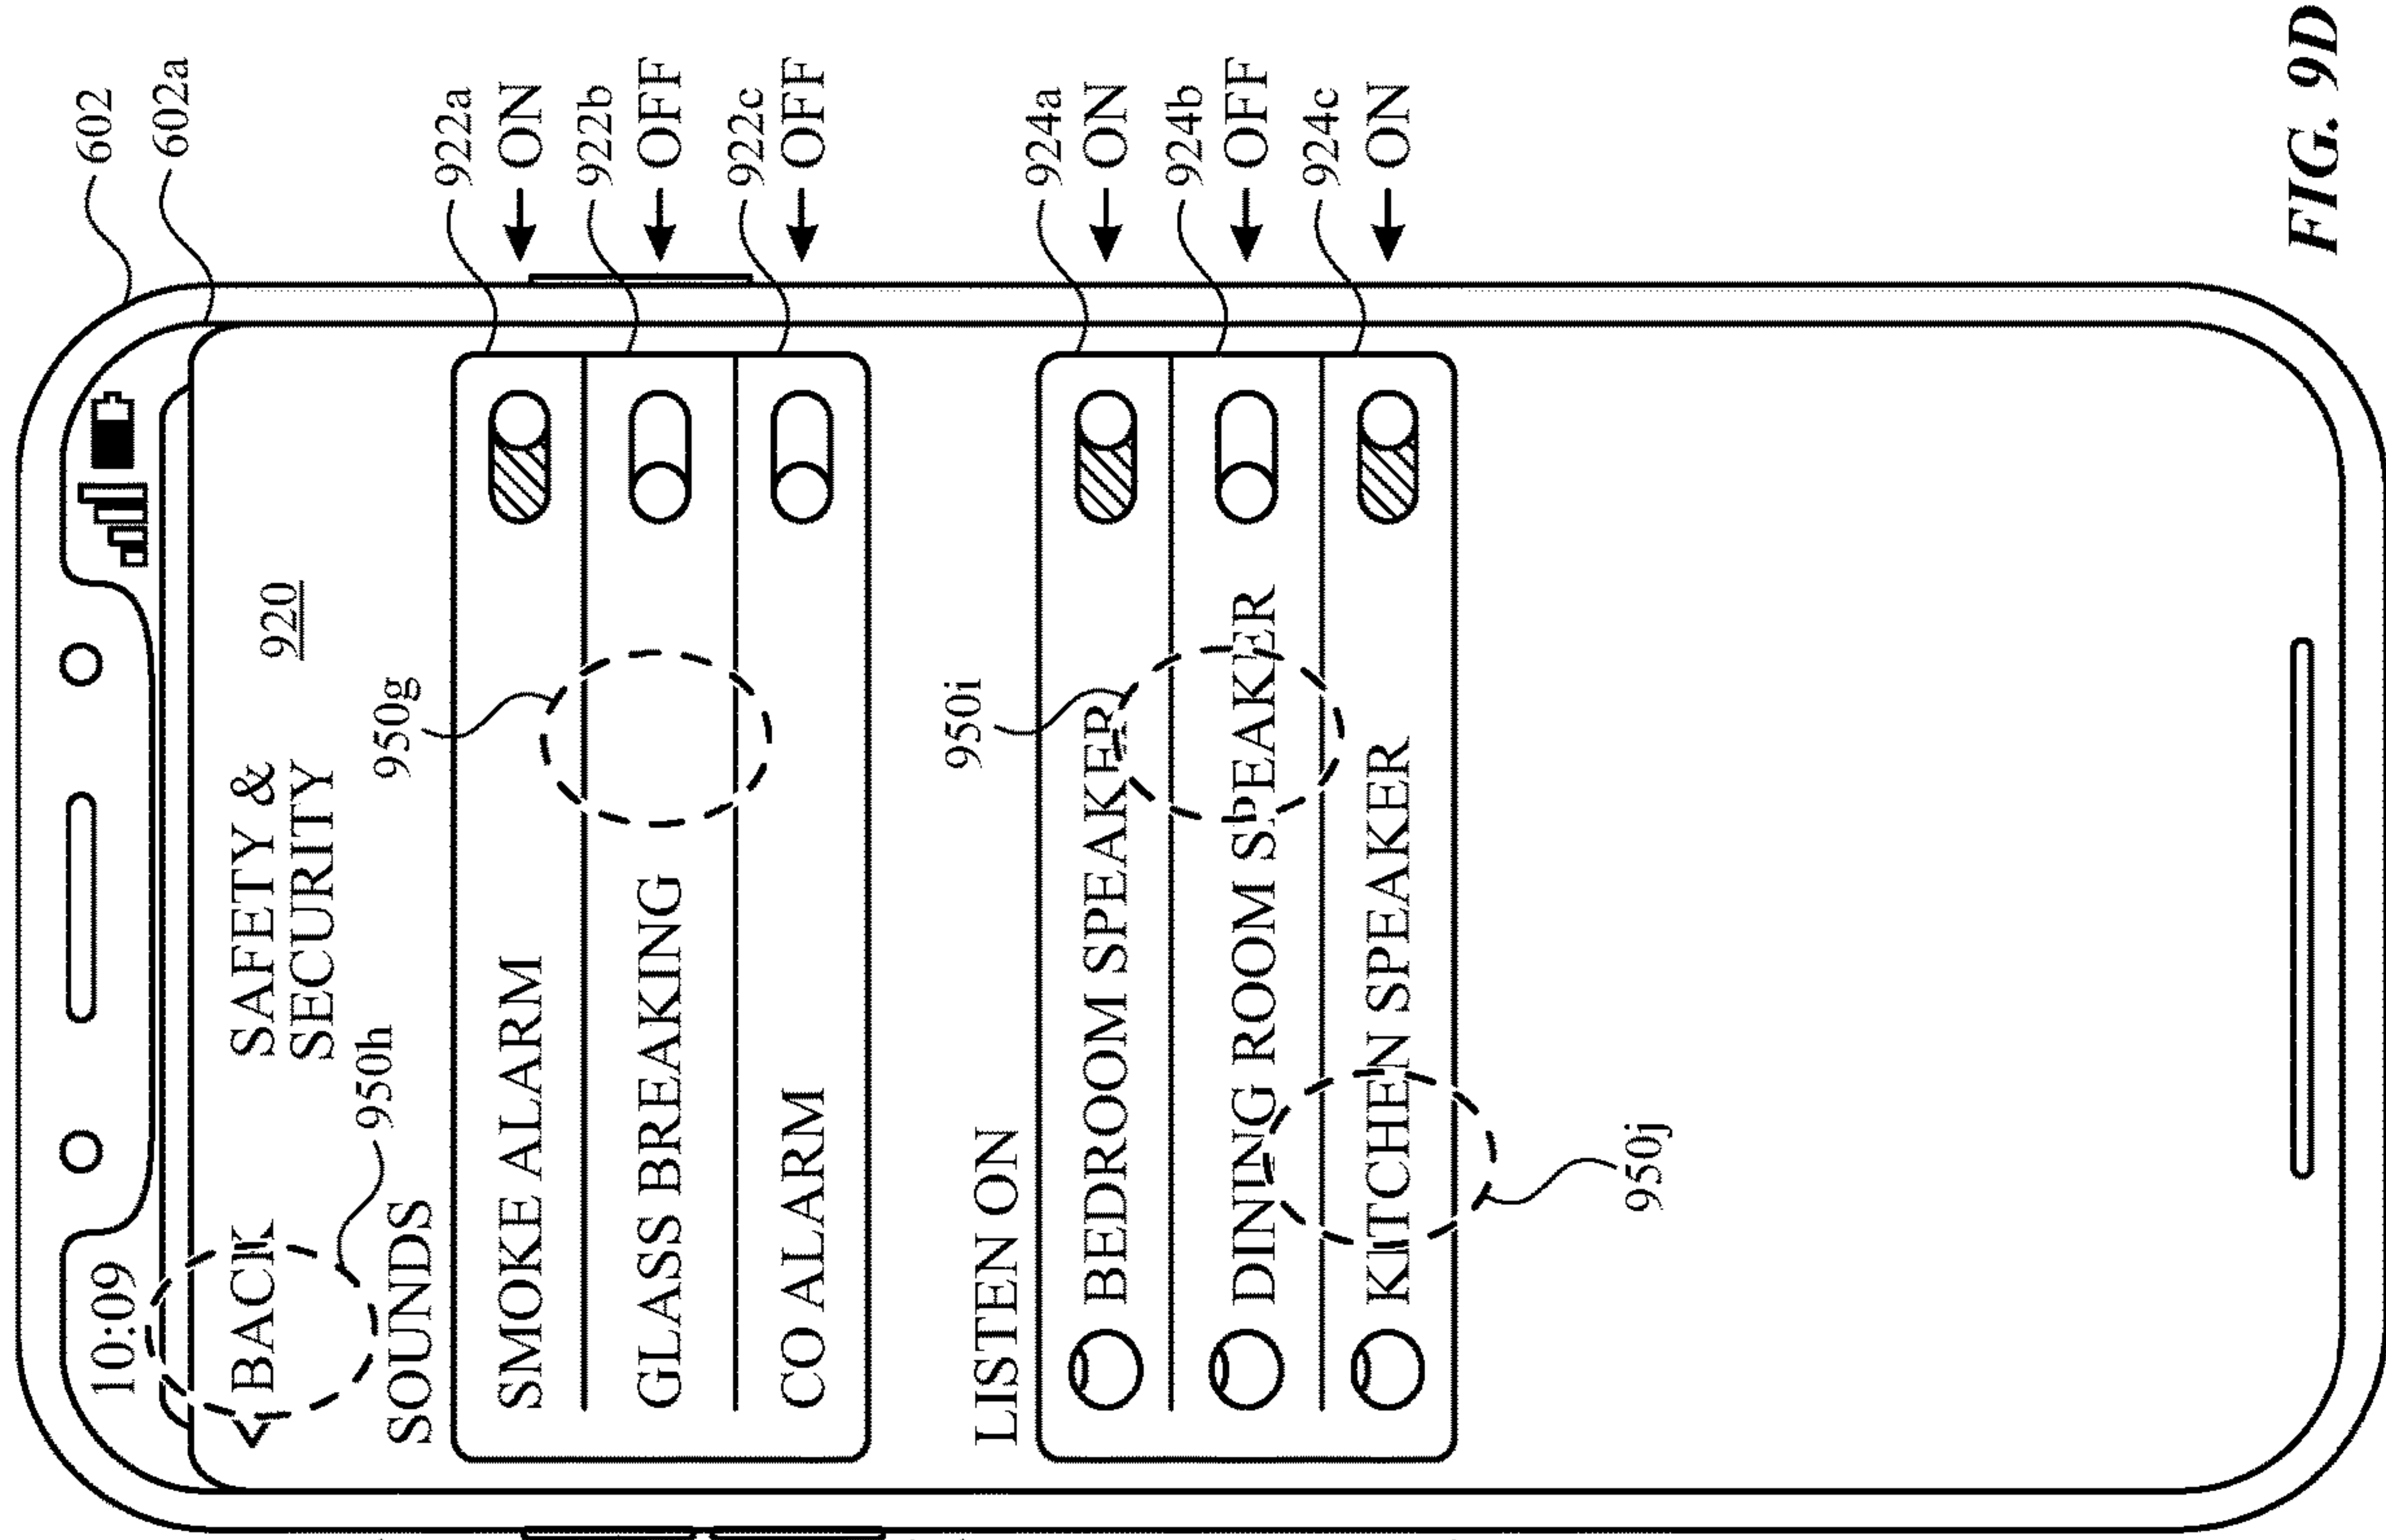 602
602a
10:09
< BACK
SAFETY &
SECURITY
920
950h
950g
SOUNDS
922a
SMOKE ALARM
ON
922b
GLASS BREAKING
OFF
922c
CO ALARM
OFF
LISTEN ON
950i
924a
BEDROOM SPEAKER
ON
924b
DINING ROOM SPEAKER
OFF
924c
KITCHEN SPEAKER
ON
950j
FIG. 9D